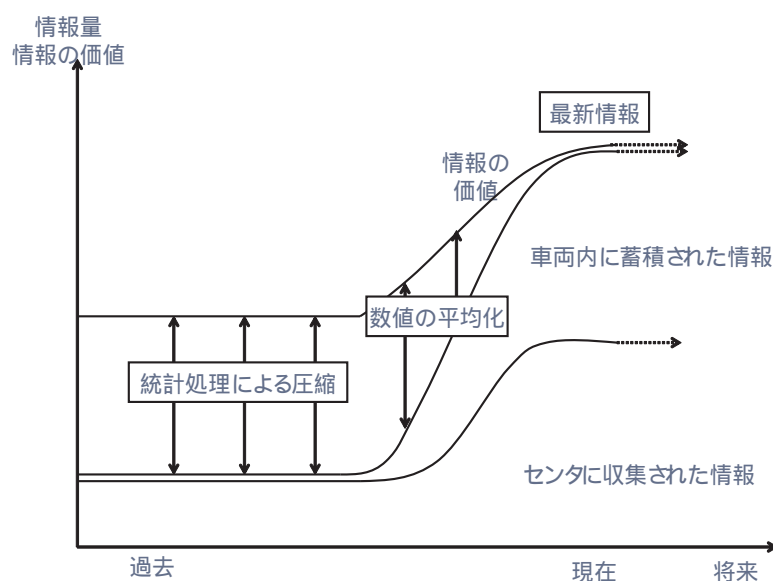 情報量
情報の価値
最新情報
情報の
価値
車両内に蓄積された情報
数値の平均化
統計処理による圧縮
センタに収集された情報
過去
現在
将来